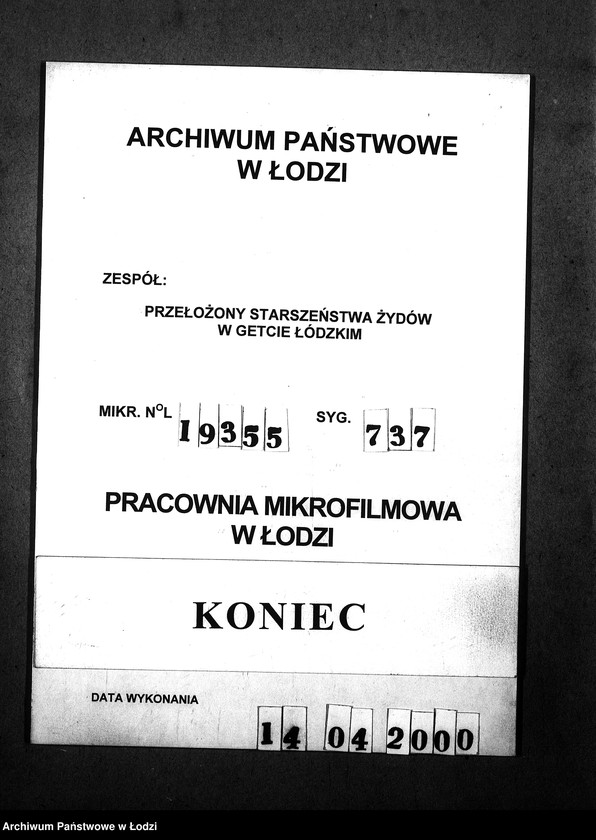 ARCHIWUM PAŃSTWOWE
W ŁODZI
ZESPÓŁ:
PRZEŁOŻONY STARSZEŃSTWA ŻYDÓW
W GETCIE ŁÓDZKIM
MIKR. NOL 19355 SYG. 737
PRACOWNIA MIKROFILMOWA
W ŁODZI
KONIEC
DATA WYKONANIA
14 04 2000
Archiwum Państwowe w Łodzi